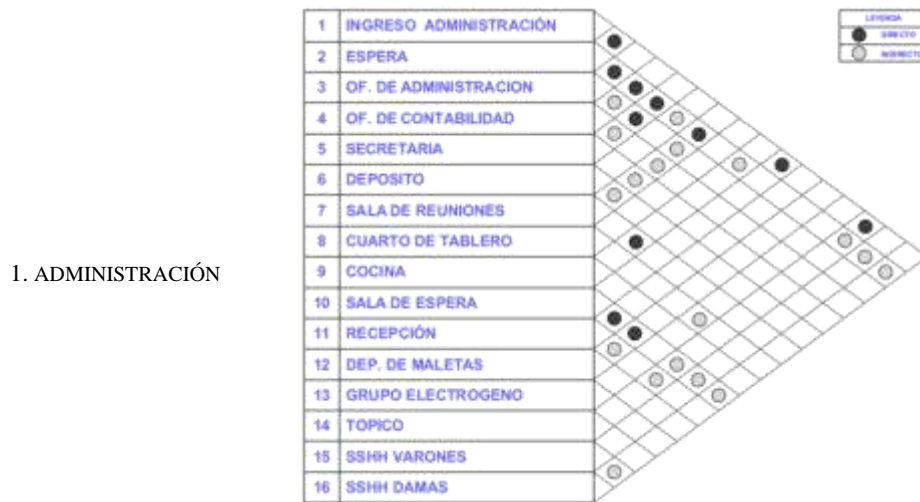 1 INGRESO ADMINISTRACIÓN
2 ESPERA
3 OF. DE ADMINISTRACION
4 OF. DE CONTABILIDAD
5 SECRETARIA
6 DEPOSITO
7 SALA DE REUNIONES
8 CUARTO DE TABLERO
9 COCINA
10 SALA DE ESPERA
11 RECEPCIÓN
12 DEP. DE MALETAS
13 GRUPO ELECTROGENO
14 TOPICO
15 SSHH VARONES
16 SSHH DAMAS
LEYENDA
DIRECTO
INDIRECTO
1. ADMINISTRACIÓN